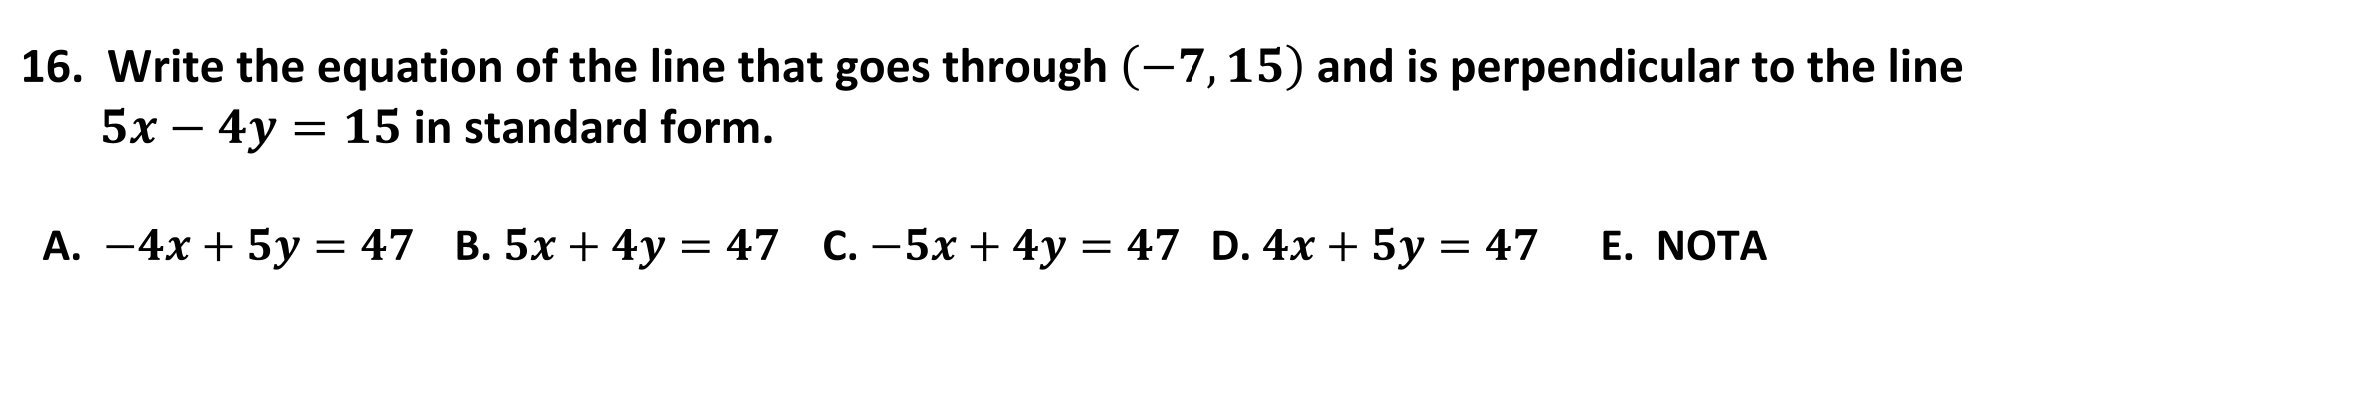 16. Write the equation of the line that goes through (−7, 15) and is perpendicular to the line
5x − 4y = 15 in standard form.
A. −4x + 5y = 47 B. 5x + 4y = 47 C. −5x + 4y = 47 D. 4x + 5y = 47 E. NOTA